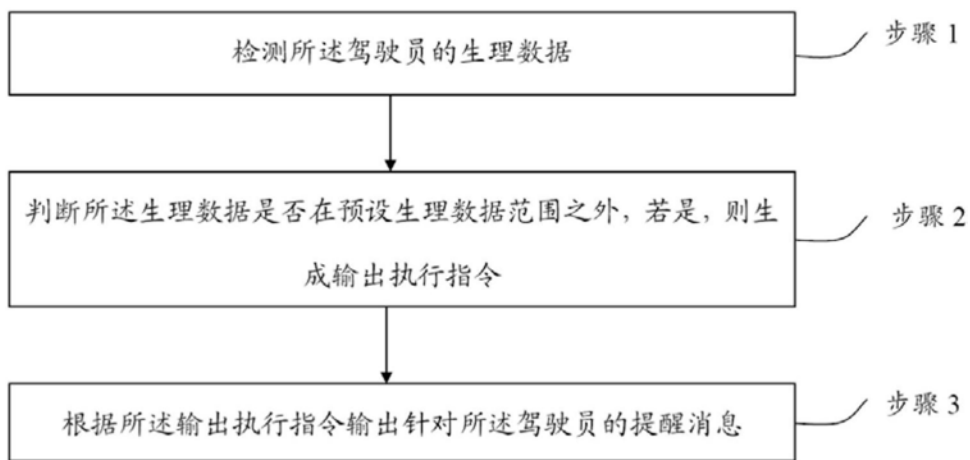 检测所述驾驶员的生理数据
步骤 1
判断所述生理数据是否在预设生理数据范围之外，若是，则生
成输出执行指令
步骤 2
根据所述输出执行指令输出针对所述驾驶员的提醒消息
步骤 3